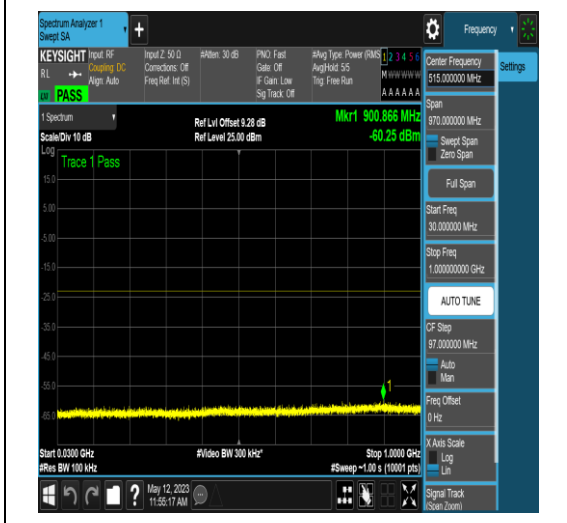 Spectrum Analyzer 1
Swept SA
+
Frequency
KEYSIGHT
RL
PASS
Input: RF
Coupling: DC
Align: Auto
Input Z: 50 Ω
Corrections: Off
Freq Ref: Int (S)
#Atten: 30 dB
PNO: Fast
Gate: Off
IF Gain: Low
Sig Track: Off
#Avg Type: Power (RMS
Avg|Hold: 5/5
Trig: Free Run
1 2 3 4 5 6
M W W W W W
A A A A A A
1 Spectrum
Scale/Div 10 dB
Log
Ref Lvl Offset 9.28 dB
Ref Level 25.00 dBm
Mkr1 900.866 MHz
-60.25 dBm
Trace 1 Pass
15.0
5.00
-5.00
-15.0
-25.0
-35.0
-45.0
-55.0
-65.0
1
Start 0.0300 GHz
#Res BW 100 kHz
#Video BW 300 kHz*
Stop 1.0000 GHz
#Sweep ~1.00 s (10001 pts)
May 12, 2023
11:55:17 AM
Center Frequency
515.000000 MHz
Settings
Span
970.000000 MHz
Swept Span
Zero Span
Full Span
Start Freq
30.000000 MHz
Stop Freq
1.000000000 GHz
AUTO TUNE
CF Step
97.000000 MHz
Auto
Man
Freq Offset
0 Hz
X Axis Scale
Log
Lin
Signal Track
(Span Zoom)